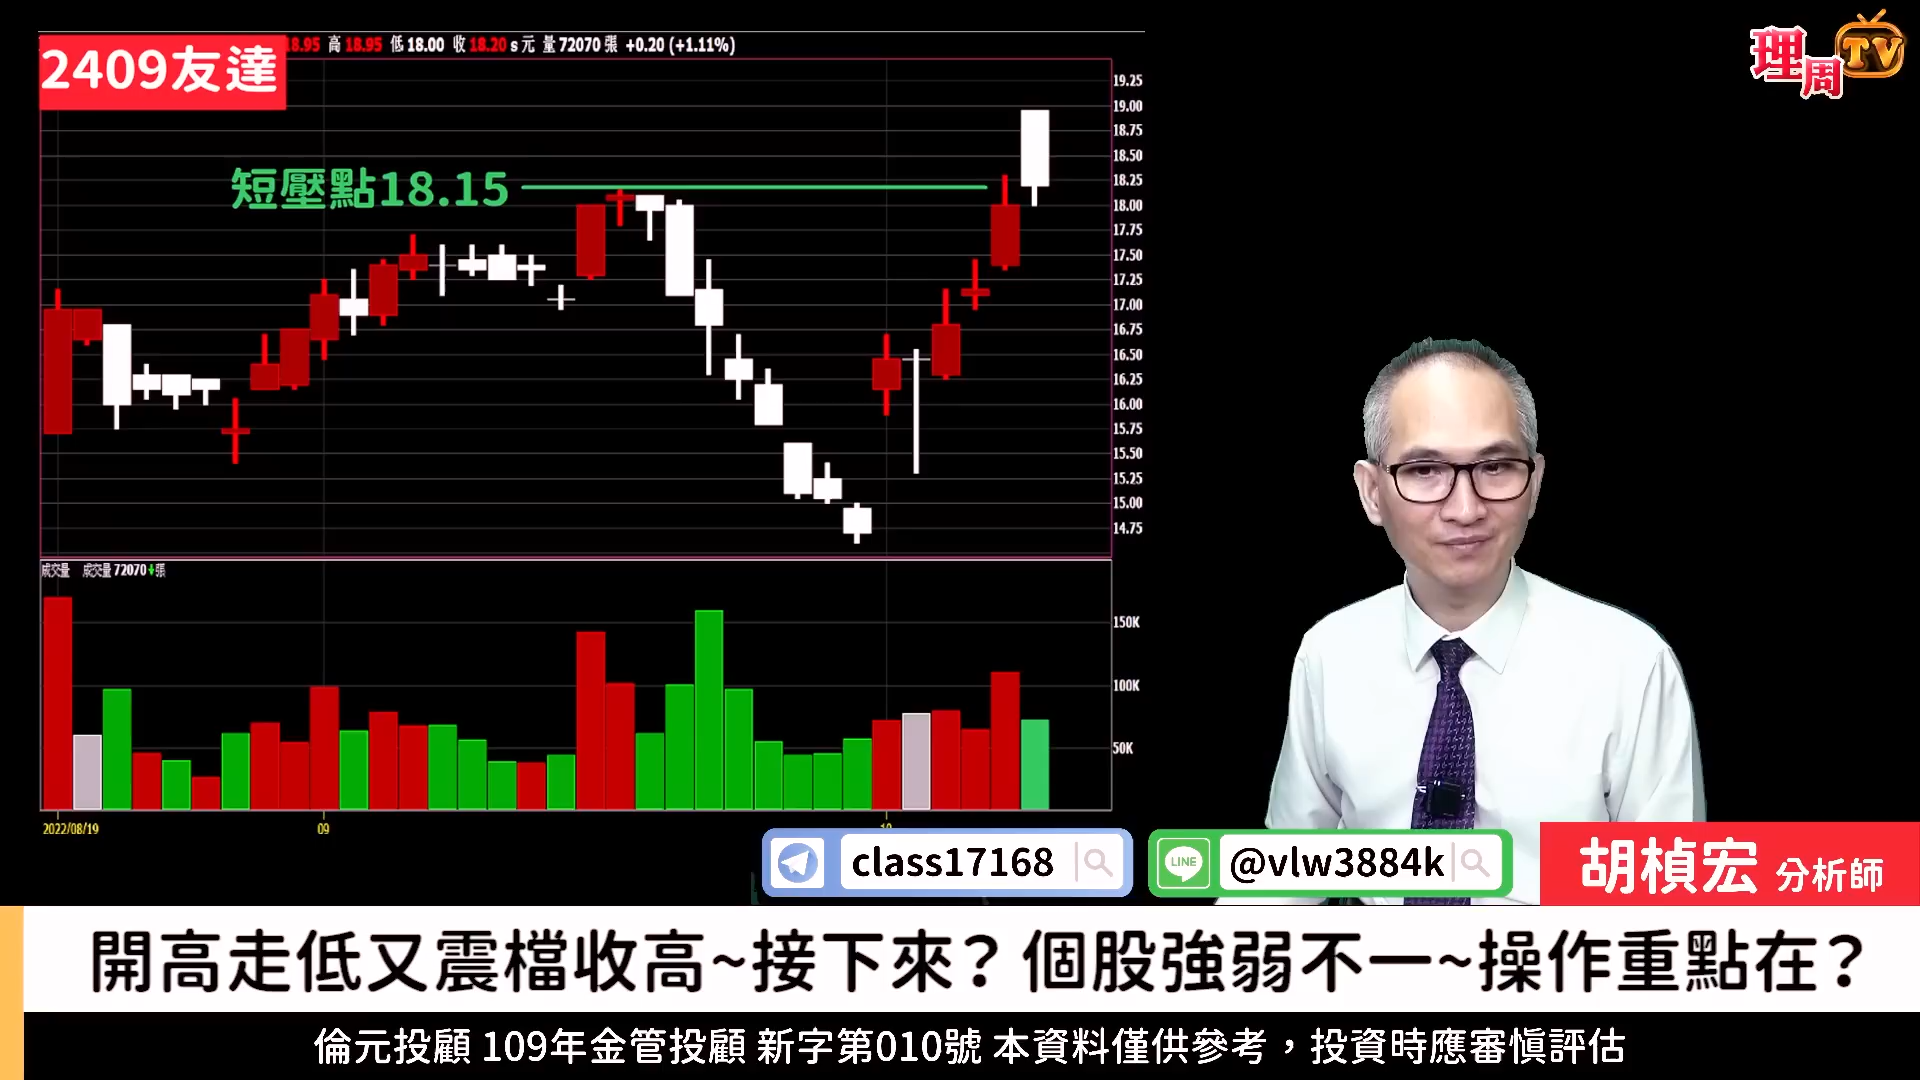 2409友達
18.95 高 18.95 低 18.00 收 18.20 s元 量 72070 張 +0.20 (+1.11%)
理周TV
短壓點18.15
19.25
19.00
18.75
18.50
18.25
18.00
17.75
17.50
17.25
17.00
16.75
16.50
16.25
16.00
15.75
15.50
15.25
15.00
14.75
成交量 成交量 72070 張
150K
100K
50K
2022/08/19
09
10
class17168
LINE
@vlw3884k
胡楨宏 分析師
開高走低又震檔收高~接下來? 個股強弱不一~操作重點在?
倫元投顧 109年金管投顧 新字第010號 本資料僅供參考，投資時應審慎評估